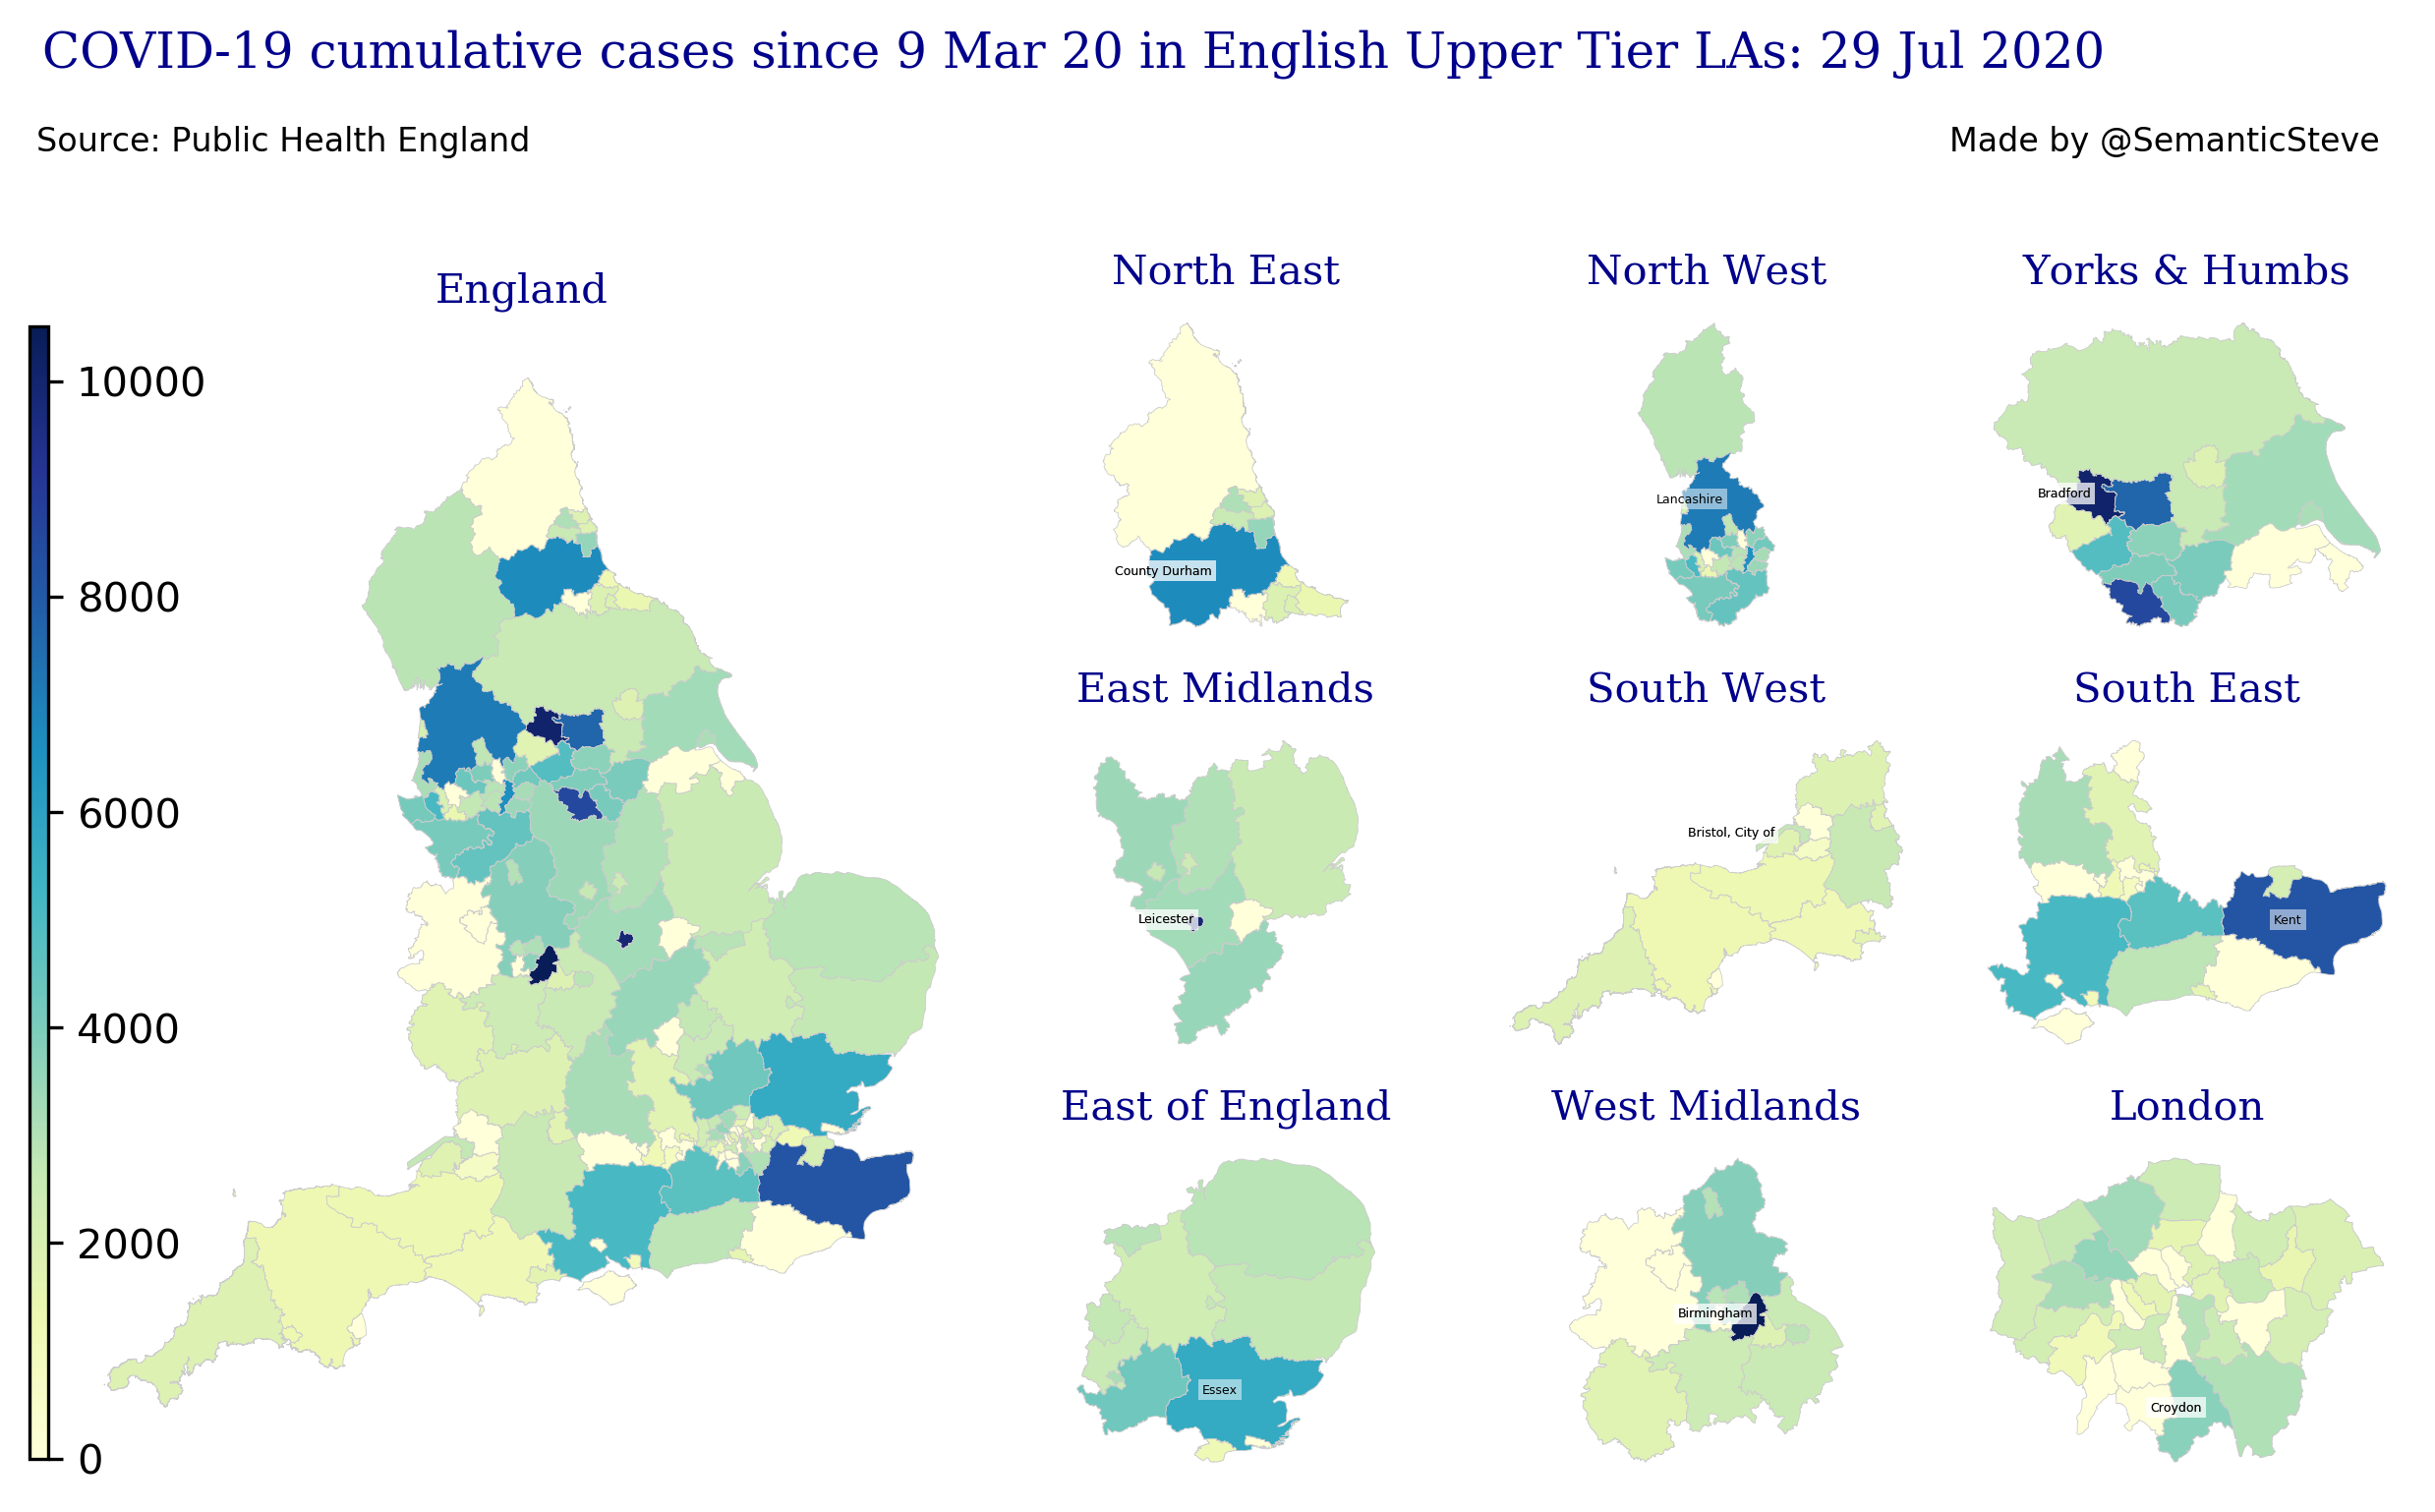 COVID-19 cumulative cases since 9 Mar 20 in English Upper Tier LAs: 29 Jul 2020
Source: Public Health England
Made by @SemanticSteve
England
10000
8000
6000
4000
2000
0
North East
County Durham
North West
Lancashire
Yorks & Humbs
Bradford
East Midlands
Leicester
South West
Bristol, City of
South East
Kent
East of England
Essex
West Midlands
Birmingham
London
Croydon